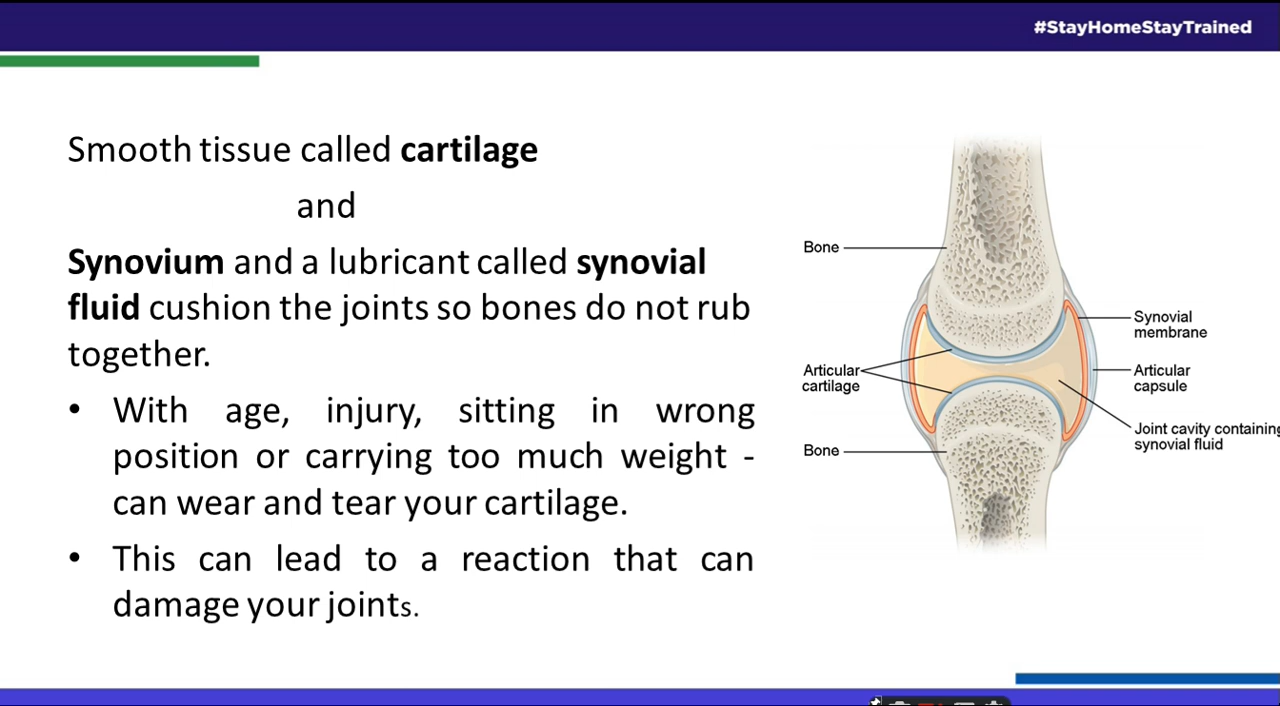 #StayHomeStayTrained
Smooth tissue called cartilage
and
Synovium and a lubricant called synovial
fluid cushion the joints so bones do not rub
together.
• With age, injury, sitting in wrong
position or carrying too much weight -
can wear and tear your cartilage.
• This can lead to a reaction that can
damage your joints.
Bone
Synovial
membrane
Articular
cartilage
Articular
capsule
Joint cavity containing
synovial fluid
Bone